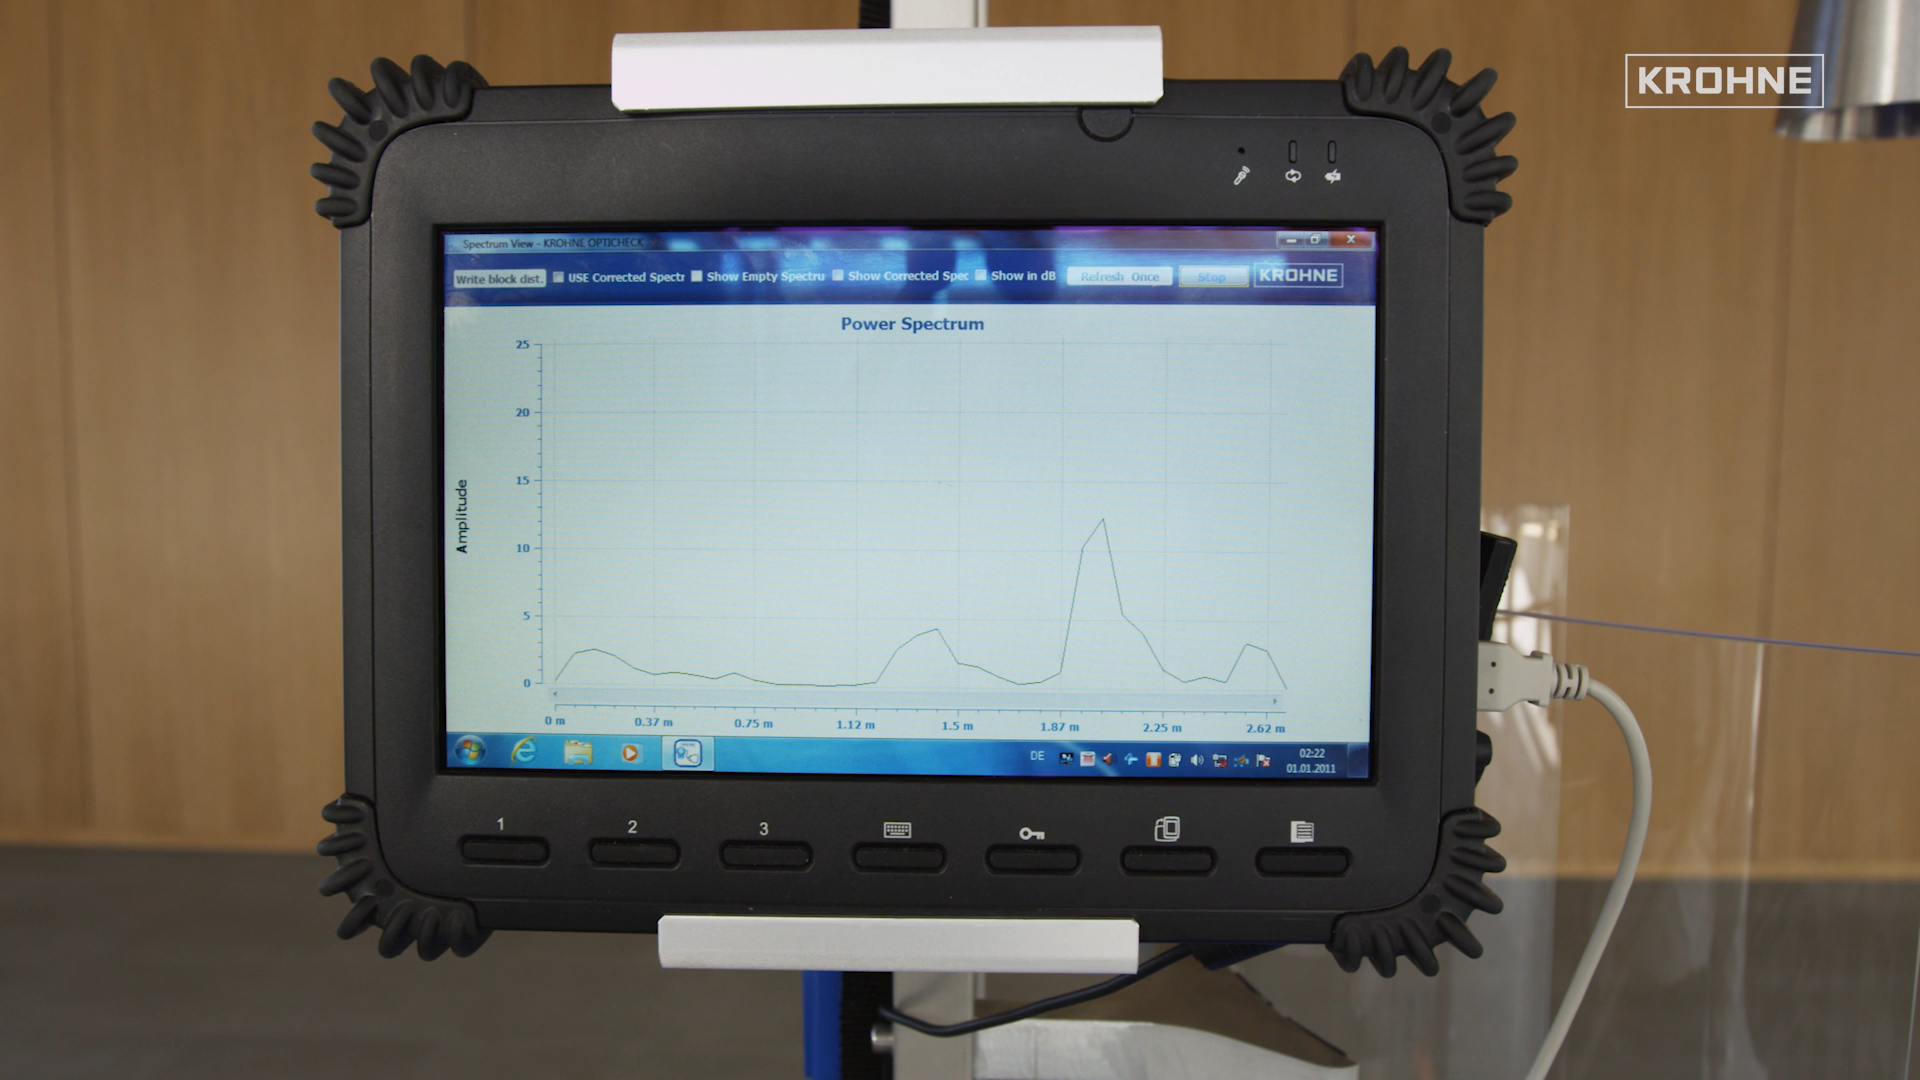 KROHNE
Spectrum View - KROHNE OPTICHECK
Write block dist. USE Corrected Spectr Show Empty Spectru Show Corrected Spec Show in dB Refresh Once Stop KROHNE
Power Spectrum
Amplitude
25
20
15
10
5
0
0 m 0.37 m 0.75 m 1.12 m 1.5 m 1.87 m 2.25 m 2.62 m
DE 02:22
01.01.2011
1 2 3